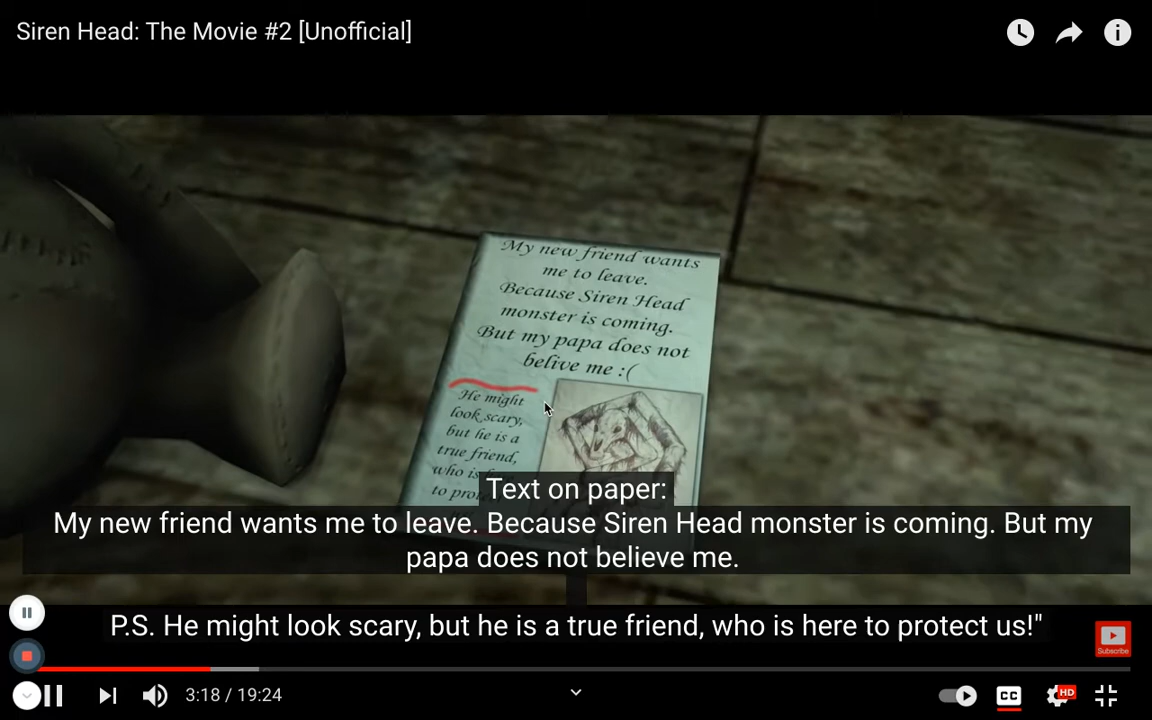 Siren Head: The Movie #2 [Unofficial]
My new friend wants
me to leave.
Because Siren Head
monster is coming.
But my papa does not
belive me :(
He might
look scary,
but he is a
true friend,
who is
to
Text on paper:
My new friend wants me to leave. Because Siren Head monster is coming. But my
papa does not believe me.
P.S. He might look scary, but he is a true friend, who is here to protect us!"
Subscribe
3:18 / 19:24
CC
HD